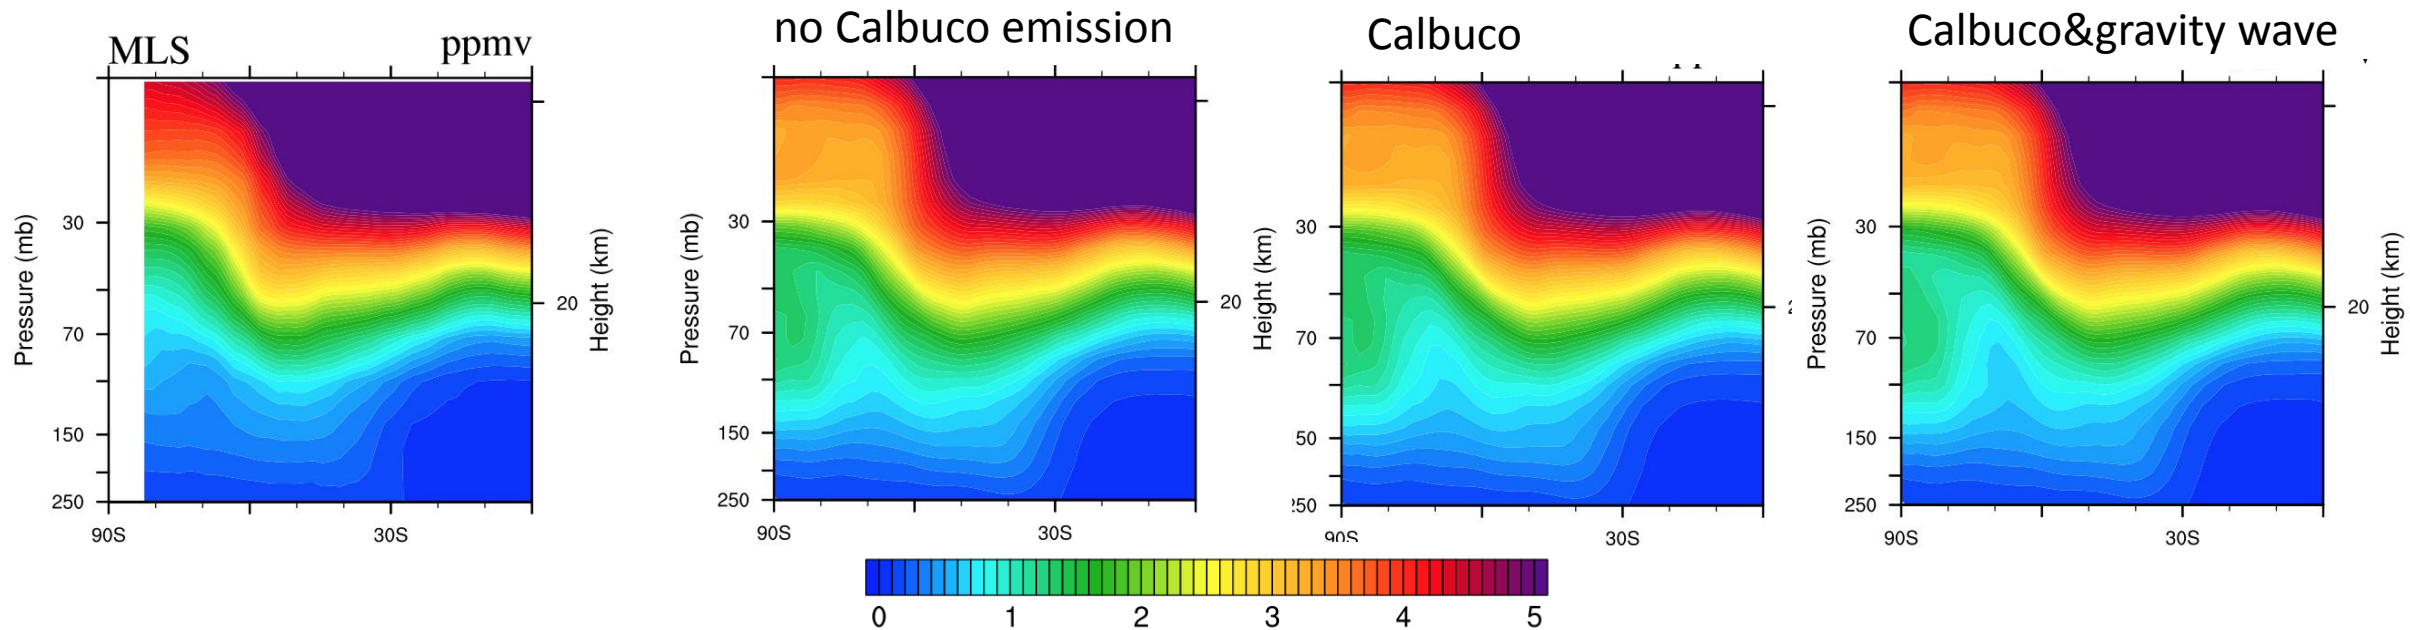 MLS
ppmv
Pressure (mb)
30
70
150
250
90S
30S
20
Height (km)
no Calbuco emission
Pressure (mb)
30
70
150
250
90S
30S
20
Height (km)
Calbuco
30
70
50
250
90S
30S
Calbuco&gravity wave
Pressure (mb)
30
70
150
250
90S
30S
20
Height (km)
0 1 2 3 4 5